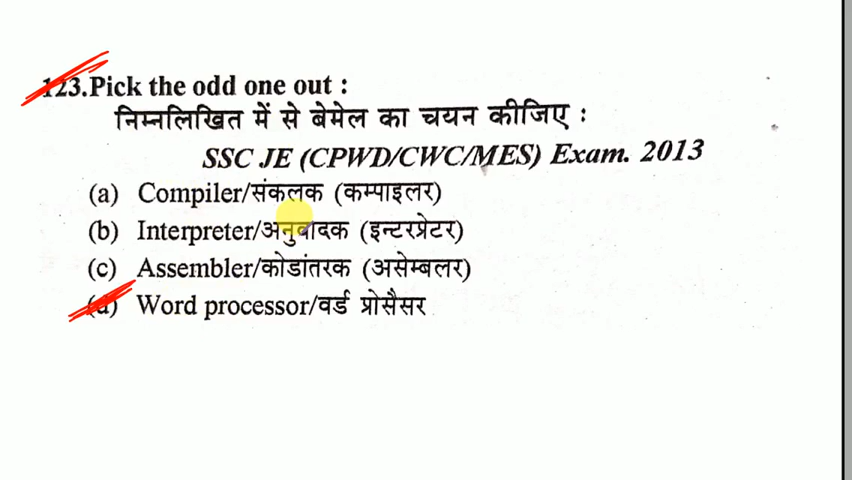 123.Pick the odd one out :
निम्नलिखित में से बेमेल का चयन कीजिए :
SSC JE (CPWD/CWC/MES) Exam. 2013
(a) Compiler/संकलक (कम्पाइलर)
(b) Interpreter/अनुवादक (इन्टरप्रेटर)
(c) Assembler/कोडांतरक (असेम्बलर)
(d) Word processor/वर्ड प्रोसैसर